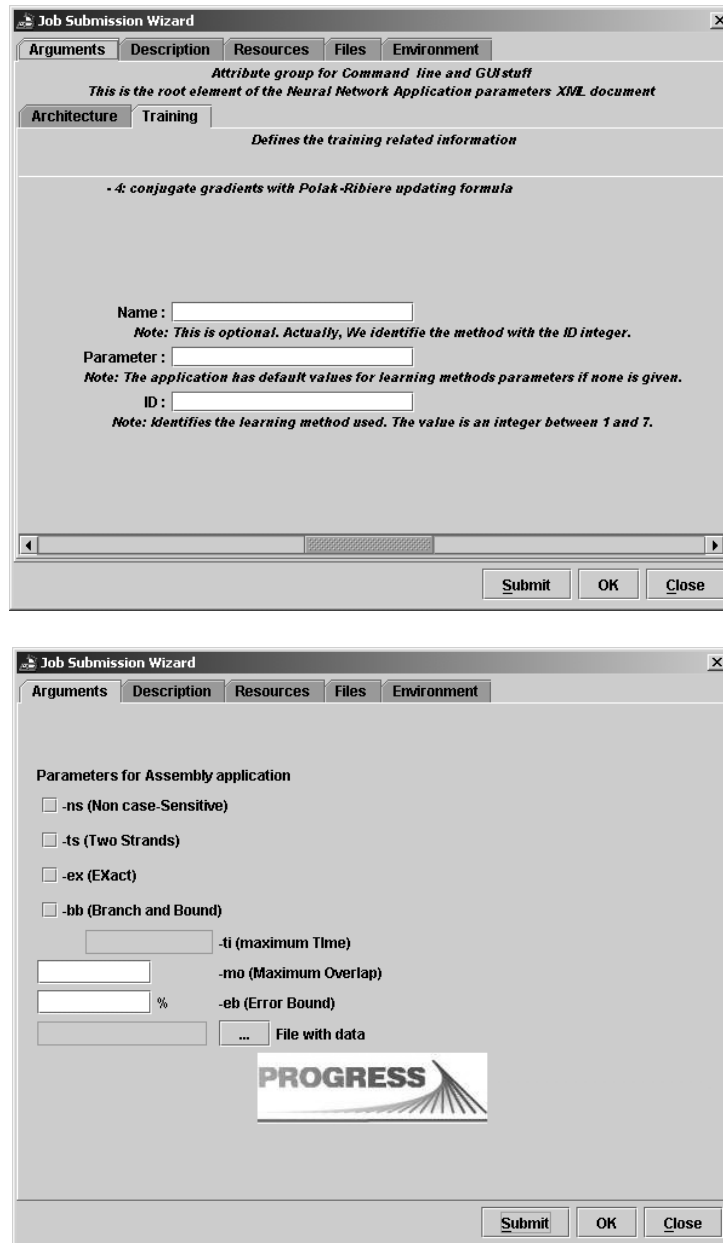 Job Submission Wizard
Arguments Description Resources Files Environment
Attribute group for Command line and GUI stuff
This is the root element of the Neural Network Application parameters XML document
Architecture Training
Defines the training related information
- 4: conjugate gradients with Polak-Ribiere updating formula
Name :
Note: This is optional. Actually, We identifie the method with the ID integer.
Parameter :
Note: The application has default values for learning methods parameters if none is given.
ID :
Note: Identifies the learning method used. The value is an integer between 1 and 7.
Submit OK Close
Job Submission Wizard
Arguments Description Resources Files Environment
Parameters for Assembly application
-ns (Non case-Sensitive)
-ts (Two Strands)
-ex (EXact)
-bb (Branch and Bound)
-ti (maximum TIme)
-mo (Maximum Overlap)
% -eb (Error Bound)
... File with data
PROGRESS
Submit OK Close